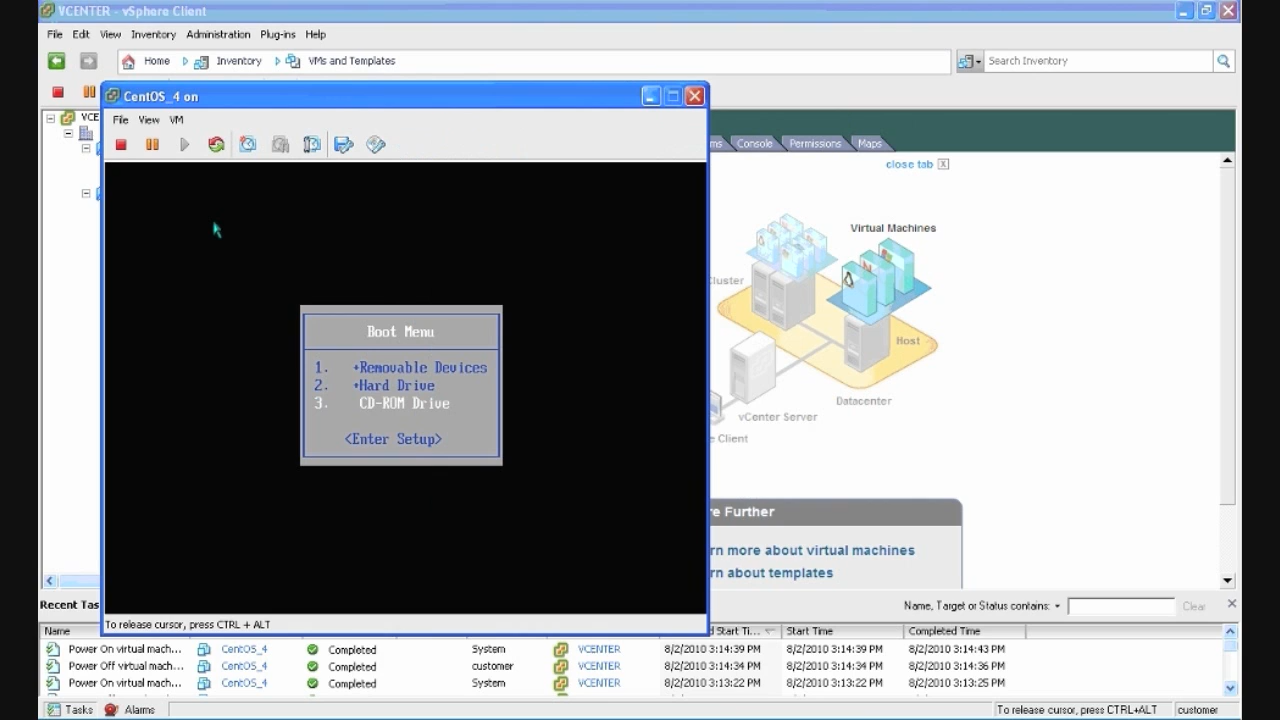 VCENTER - vSphere Client
File Edit View Inventory Administration Plug-ins Help
Home Inventory VMs and Templates Search Inventory
CentOS_4 on
VCE
File View VM
ms Console Permissions Maps
close tab X
Virtual Machines
Cluster
Host
Datacenter
vCenter Server
Client
Boot Menu
1. +Removable Devices
2. +Hard Drive
3. CD-ROM Drive
<Enter Setup>
re Further
rn more about virtual machines
rn about templates
To release cursor, press CTRL + ALT
Recent Tas Name, Target or Status contains: Clear
Name d Start Ti... Start Time Completed Time
Power On virtual mach... CentOS_4 Completed System VCENTER 8/2/2010 3:14:39 PM 8/2/2010 3:14:39 PM 8/2/2010 3:14:43 PM
Power Off virtual mach... CentOS_4 Completed customer VCENTER 8/2/2010 3:14:34 PM 8/2/2010 3:14:34 PM 8/2/2010 3:14:36 PM
Power On virtual mach... CentOS_4 Completed System VCENTER 8/2/2010 3:13:22 PM 8/2/2010 3:13:22 PM 8/2/2010 3:13:25 PM
Tasks Alarms To release cursor, press CTRL+ALT customer